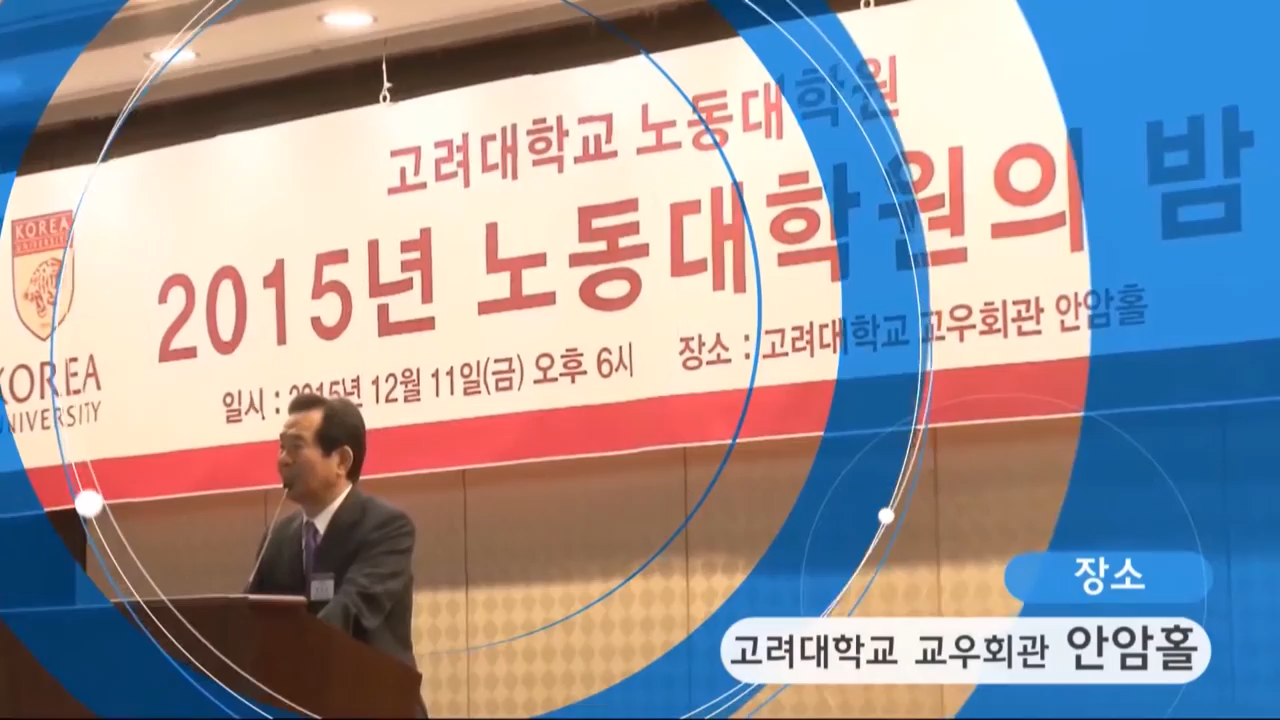 고려대학교 노동대학원
2015년 노동대학원의 밤
일시 : 2015년 12월 11일(금) 오후 6시
장소 : 고려대학교 교우회관 안암홀
KOREA
UNIVERSITY
KOREA
UNIVERSITY
장소
고려대학교 교우회관 안암홀